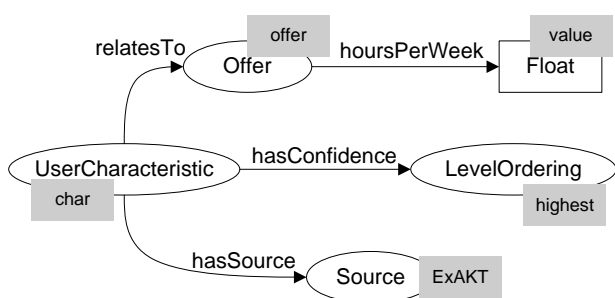 offer
value
relatesTo
hoursPerWeek
Offer
Float
UserCharacteristic
hasConfidence
LevelOrdering
char
highest
hasSource
Source
ExAKT